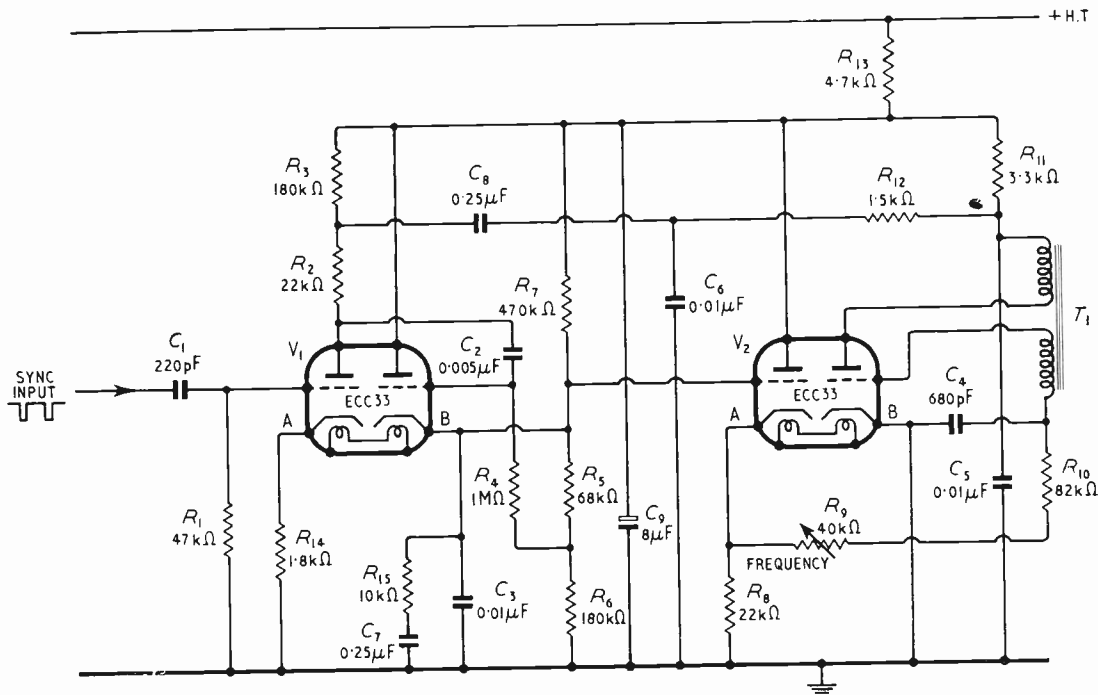 + H.T
R13
4·7kΩ
R3
180kΩ
C8
0·25μF
R12
1·5kΩ
R11
3·3kΩ
R2
22kΩ
R7
470kΩ
C6
0·01μF
T1
C1
220pF
V1
C2
0·005μF
V2
SYNC
INPUT
ECC33
ECC33
C4
680pF
A
B
A
B
R4
1MΩ
R5
68kΩ
C5
0·01μF
R10
82kΩ
R1
47kΩ
R14
1·8kΩ
C9
8μF
R9
40kΩ
FREQUENCY
R15
10kΩ
C3
0·01μF
R6
180kΩ
R8
22kΩ
C7
0·25μF